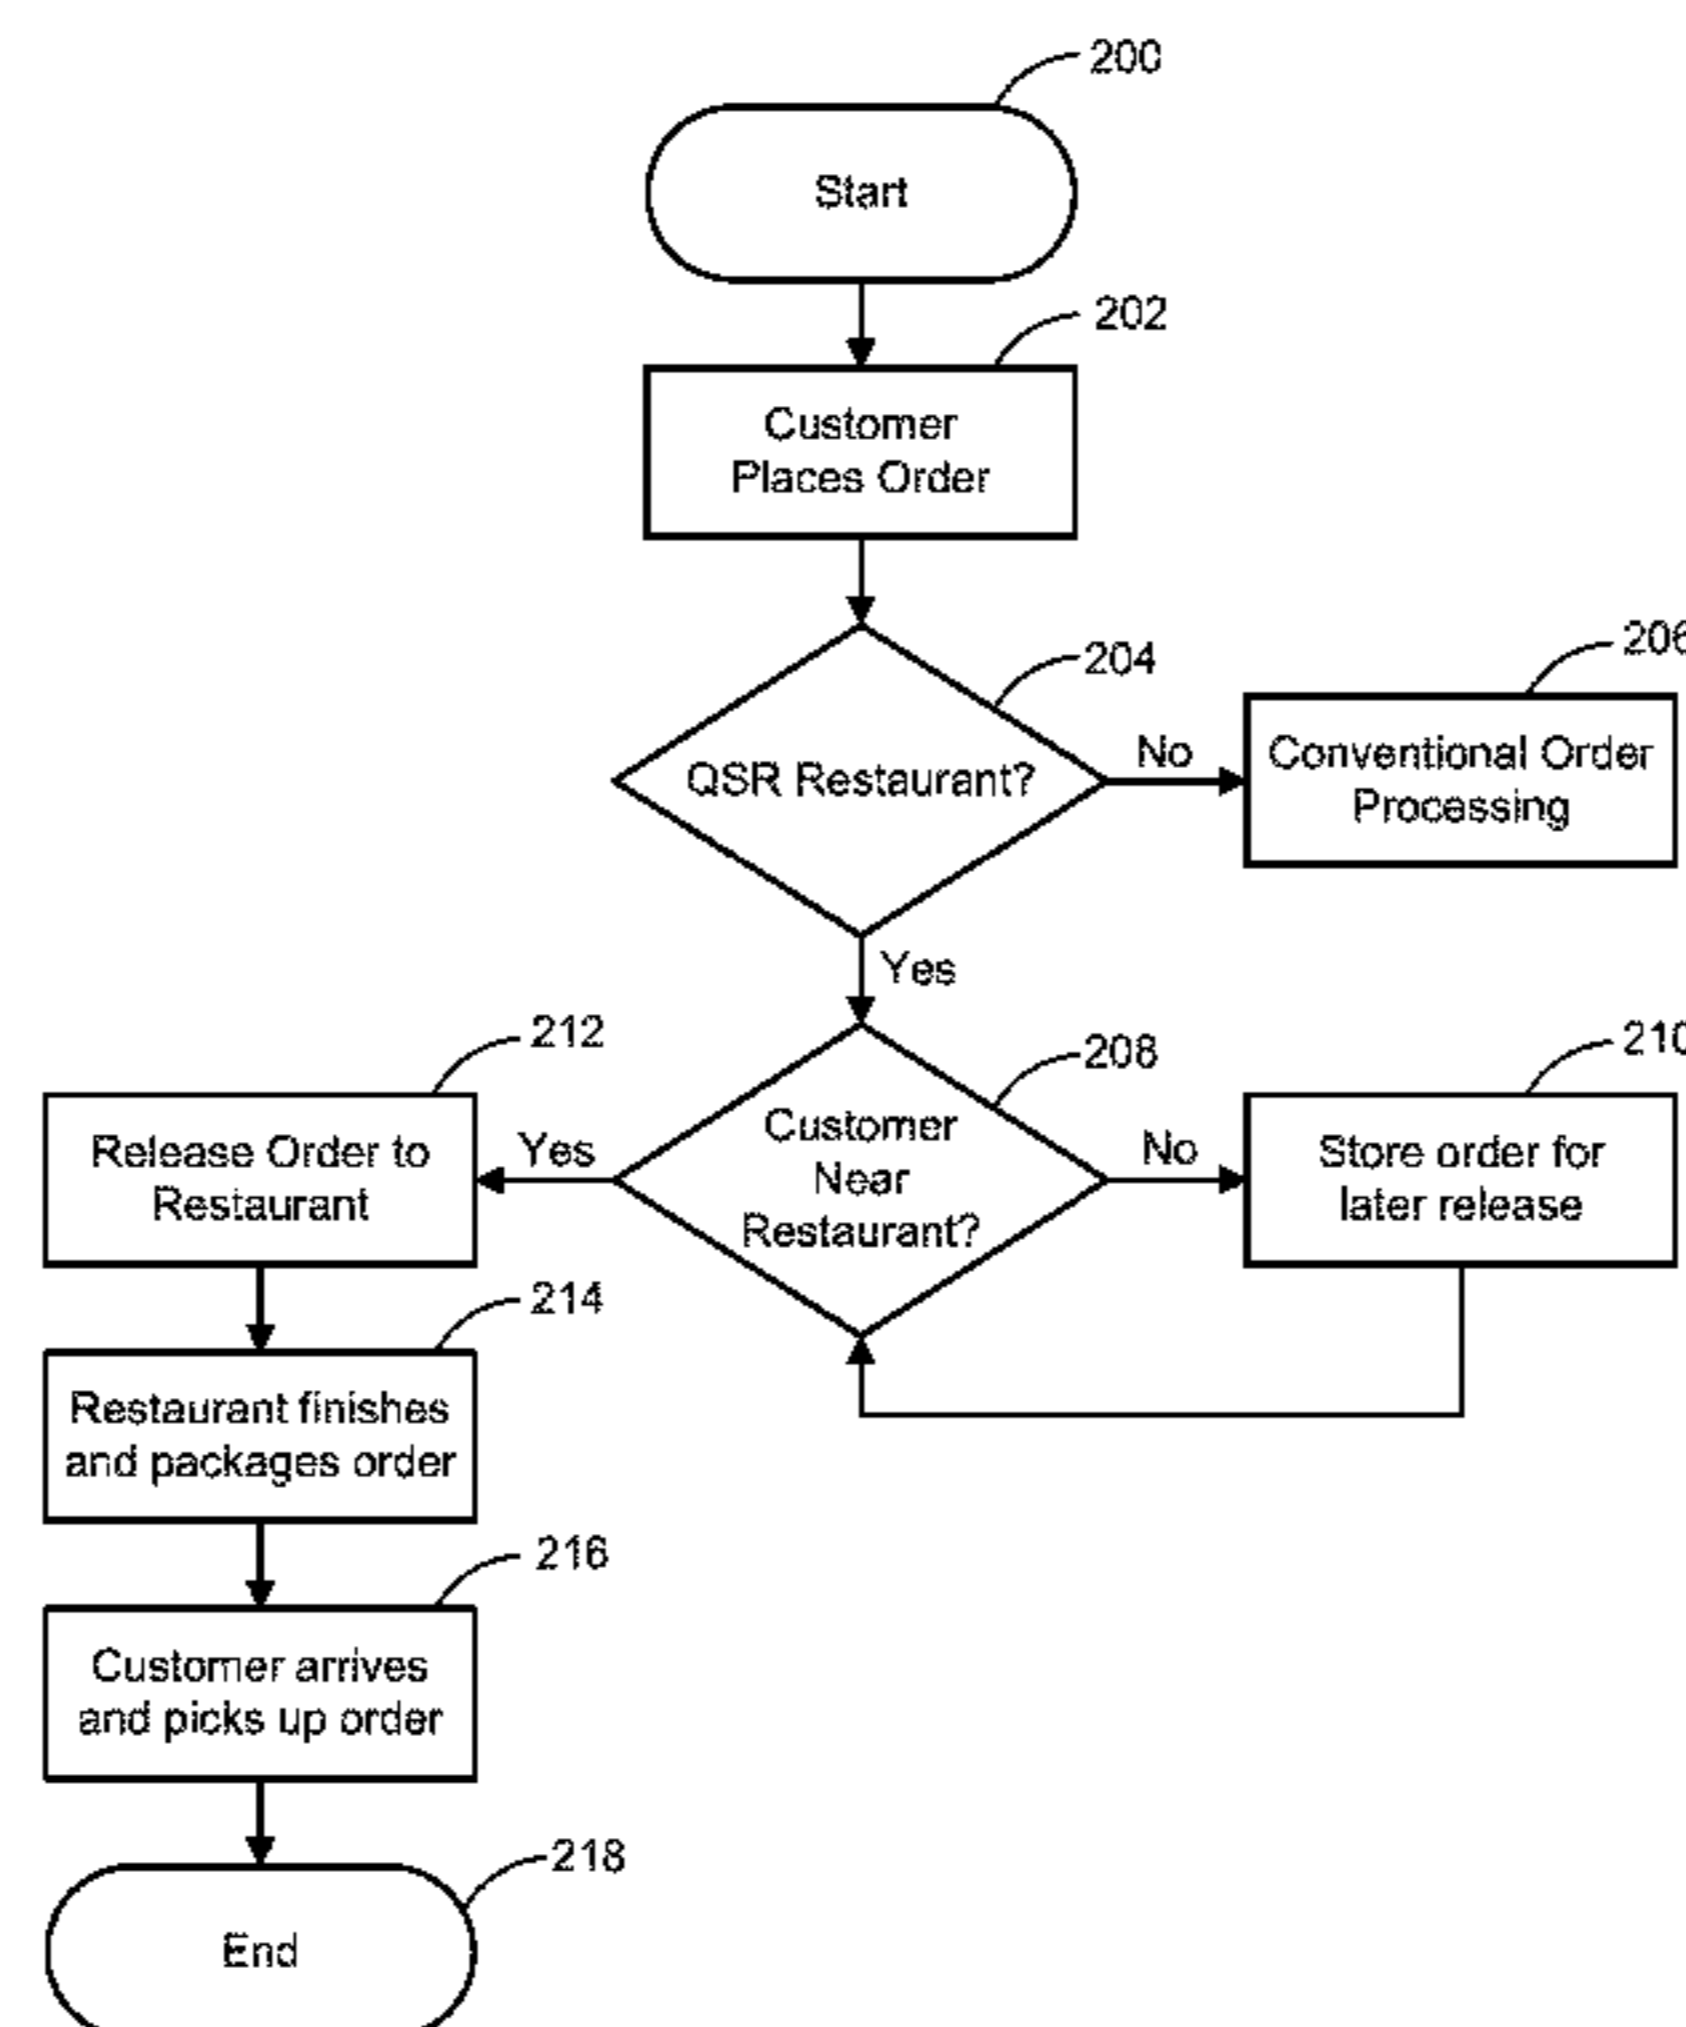 200
Start
202
Customer
Places Order
204
206
QSR Restaurant?
No
Conventional Order
Processing
Yes
212
208
210
Release Order to
Restaurant
Yes
Customer
Near
Restaurant?
No
Store order for
later release
214
Restaurant finishes
and packages order
216
Customer arrives
and picks up order
218
End